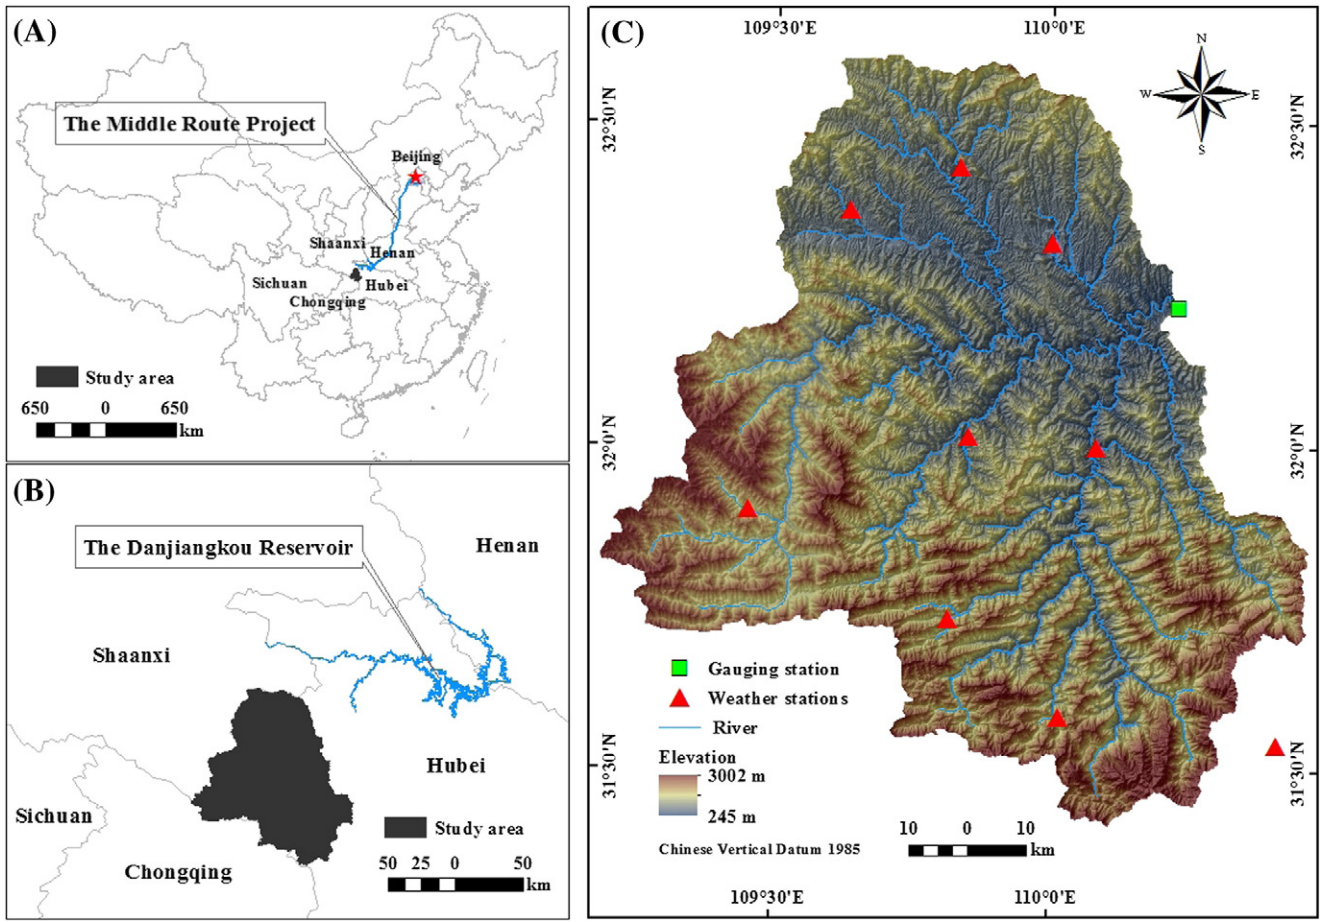 (A)
The Middle Route Project
Beijing
Shaanxi
Henan
Sichuan
Hubei
Chongqing
Study area
650 0 650
km
(B)
The Danjiangkou Reservoir
Henan
Shaanxi
Hubei
Sichuan
Study area
Chongqing
50 25 0 50
km
(C)
109°30'E 110°0'E
N
W E
S
32°30'N 32°30'N
32°0'N 32°0'N
31°30'N 31°30'N
Gauging station
Weather stations
River
Elevation
3002 m
245 m
Chinese Vertical Datum 1985
10 0 10
km
109°30'E 110°0'E